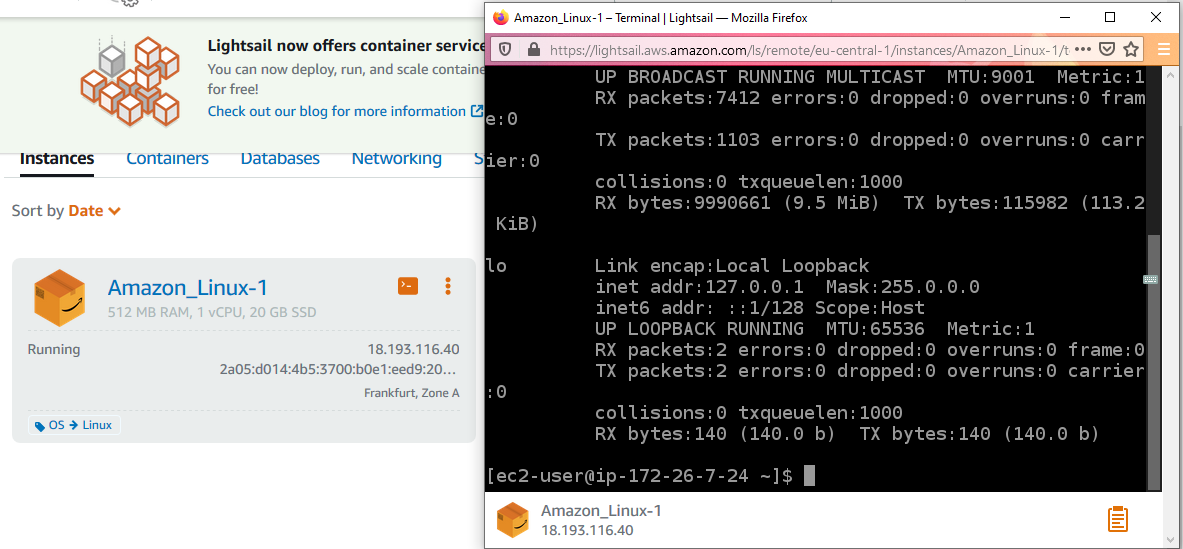 Lightsail now offers container service
You can now deploy, run, and scale containe
for free!
Check out our blog for more information
Instances Containers Databases Networking S
Sort by Date
Amazon_Linux-1
512 MB RAM, 1 vCPU, 20 GB SSD
Running 18.193.116.40
2a05:d014:4b5:3700:b0e1:eed9:20...
Frankfurt, Zone A
OS → Linux
Amazon_Linux-1 – Terminal | Lightsail — Mozilla Firefox
https://lightsail.aws.amazon.com/ls/remote/eu-central-1/instances/Amazon_Linux-1/t
UP BROADCAST RUNNING MULTICAST  MTU:9001  Metric:1
RX packets:7412 errors:0 dropped:0 overruns:0 fram
e:0
TX packets:1103 errors:0 dropped:0 overruns:0 carr
ier:0
collisions:0 txqueuelen:1000
RX bytes:9990661 (9.5 MiB)  TX bytes:115982 (113.2
KiB)
lo        Link encap:Local Loopback
inet addr:127.0.0.1  Mask:255.0.0.0
inet6 addr: ::1/128 Scope:Host
UP LOOPBACK RUNNING  MTU:65536  Metric:1
RX packets:2 errors:0 dropped:0 overruns:0 frame:0
TX packets:2 errors:0 dropped:0 overruns:0 carrier
:0
collisions:0 txqueuelen:1000
RX bytes:140 (140.0 b)  TX bytes:140 (140.0 b)
[ec2-user@ip-172-26-7-24 ~]$
Amazon_Linux-1
18.193.116.40